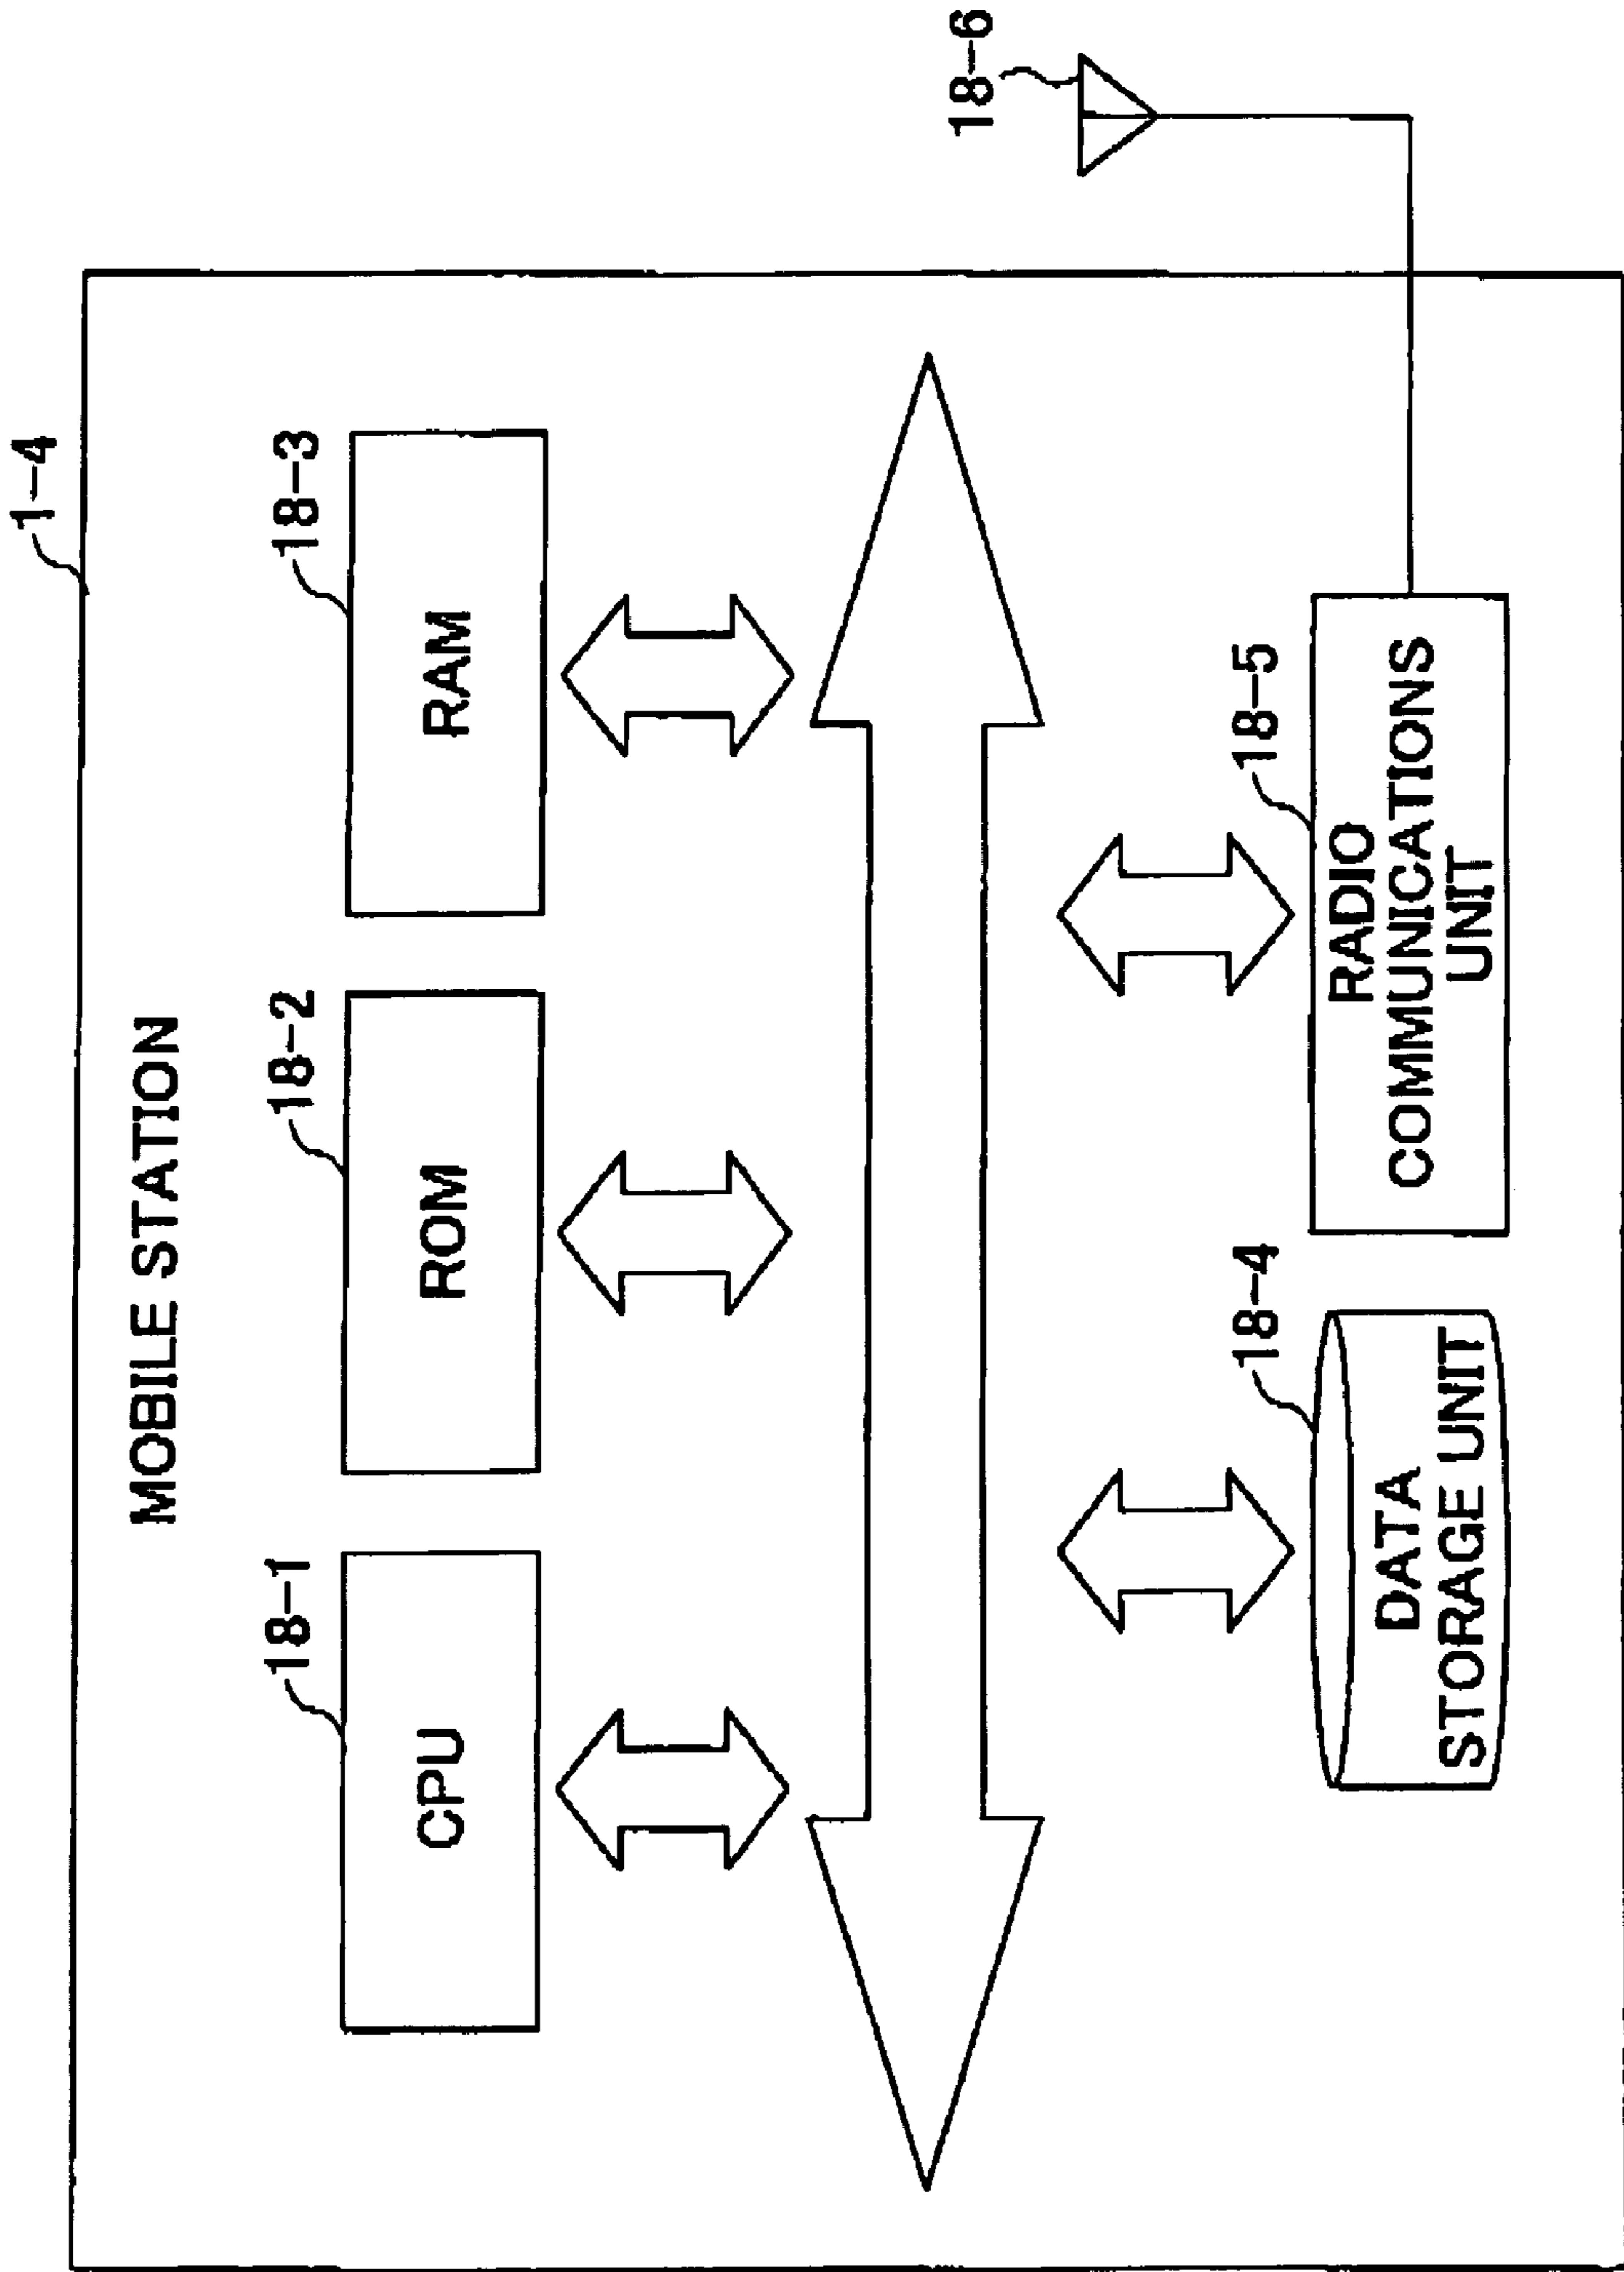 1-4
MOBILE STATION
18-1
18-2
18-3
CPU
ROM
RAM
18-6
18-4
18-5
DATA
STORAGE UNIT
RADIO
COMMUNICATIONS
UNIT